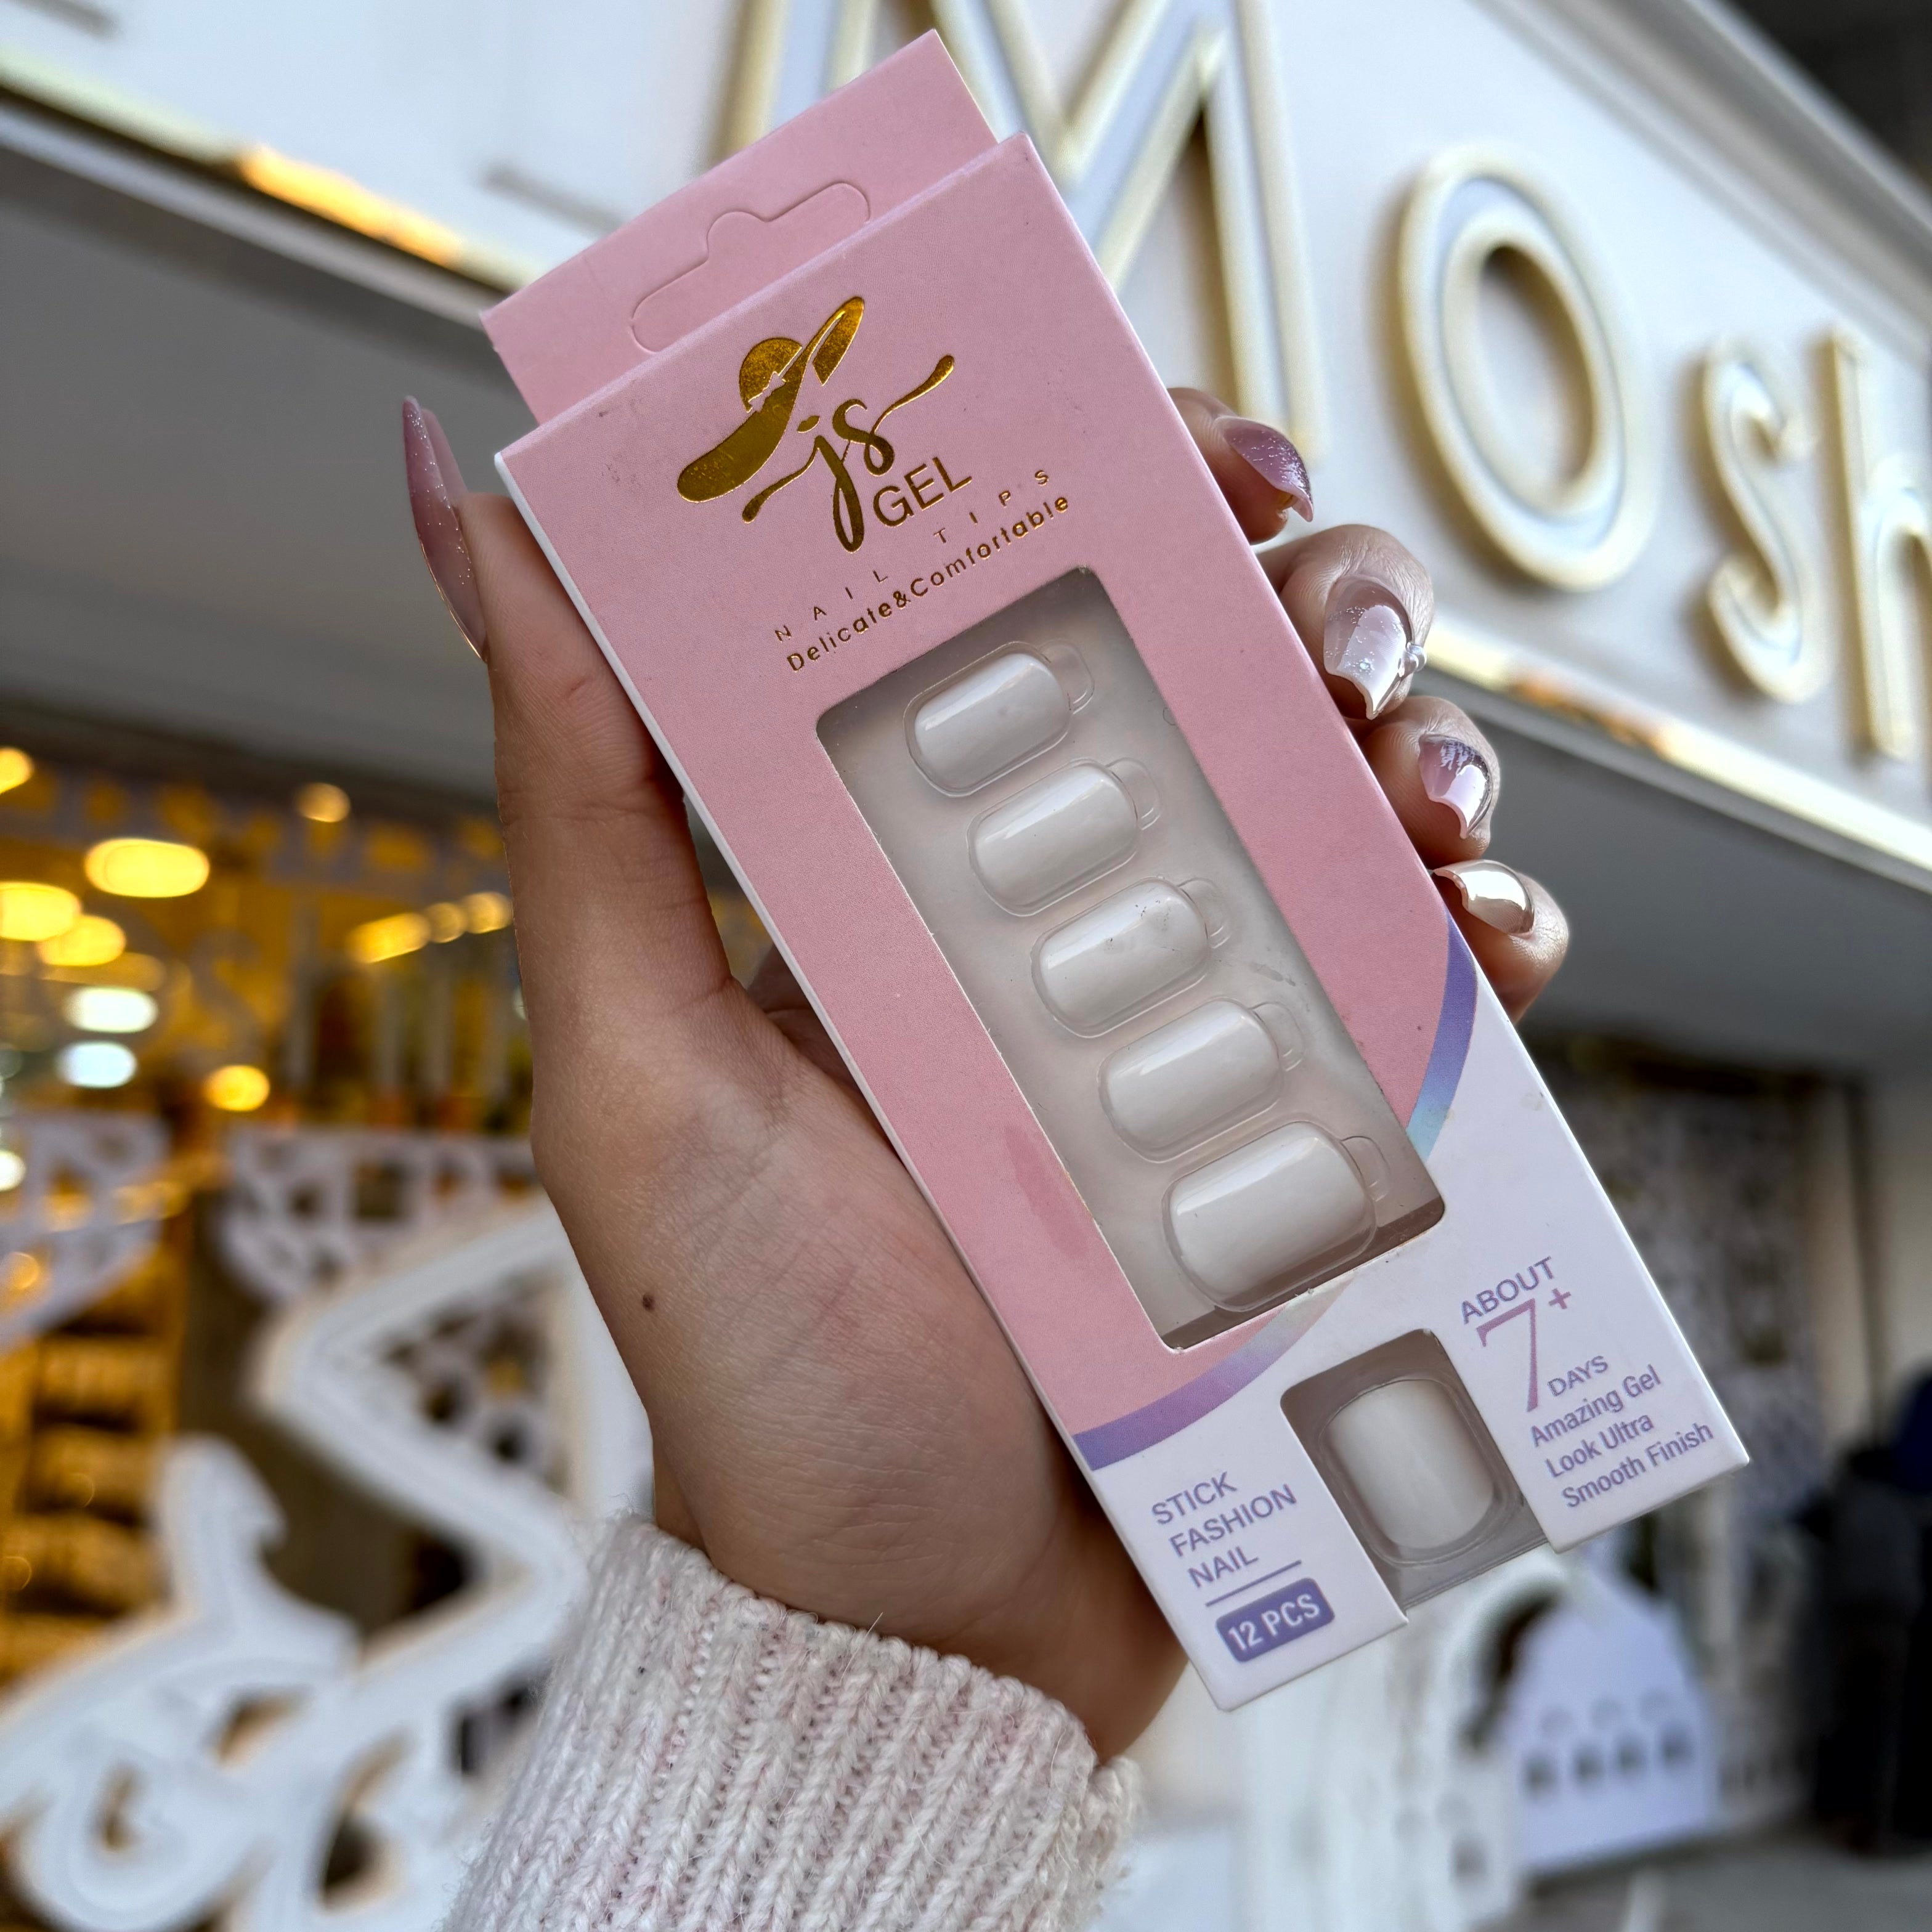 Mosh
js
GEL
NAIL TIPS
Delicate&Comfortable
ABOUT
7+
DAYS
Amazing Gel
Look Ultra
Smooth Finish
STICK
FASHION
NAIL
12 PCS